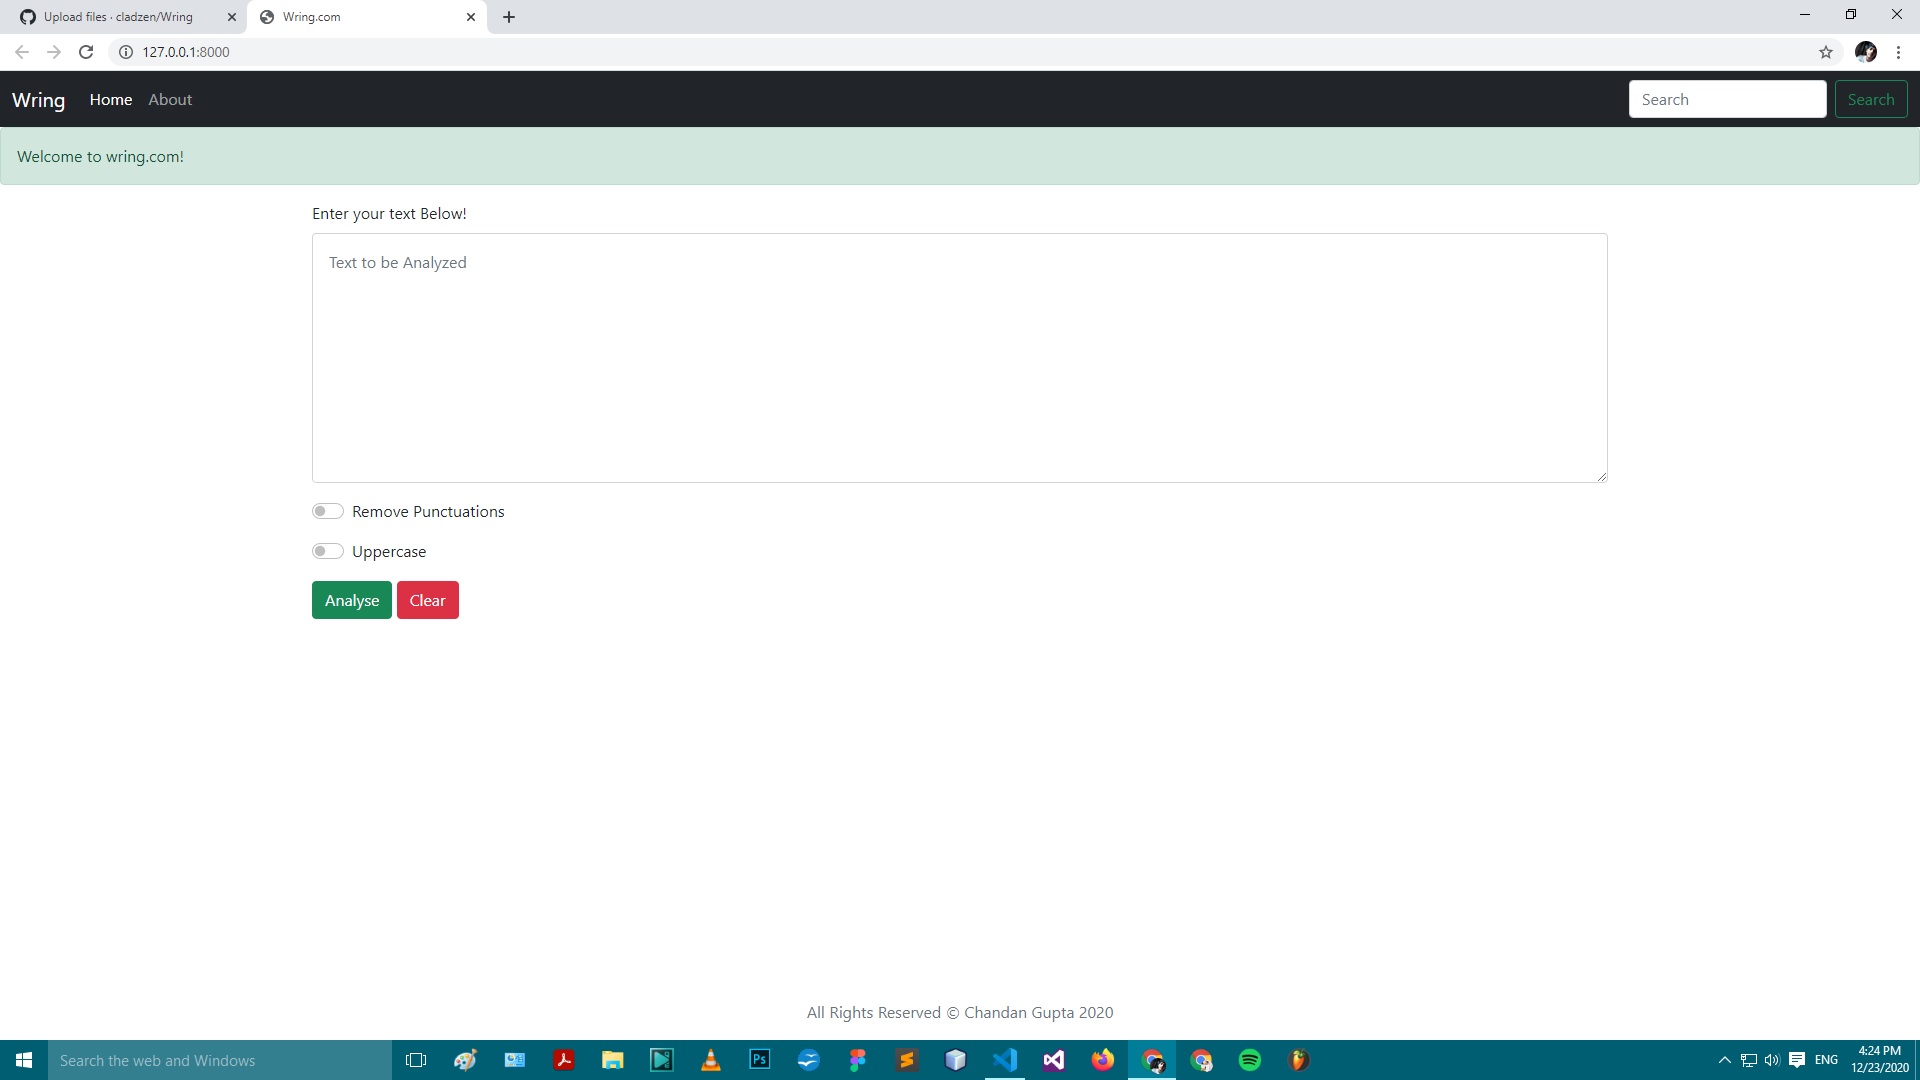 Upload files · cladzen/Wring
Wring.com
127.0.0.1:8000
Wring Home About Search Search
Welcome to wring.com!
Enter your text Below!
Text to be Analyzed
Remove Punctuations
Uppercase
Analyse Clear
All Rights Reserved © Chandan Gupta 2020
Search the web and Windows
Ps
ENG
4:24 PM
12/23/2020